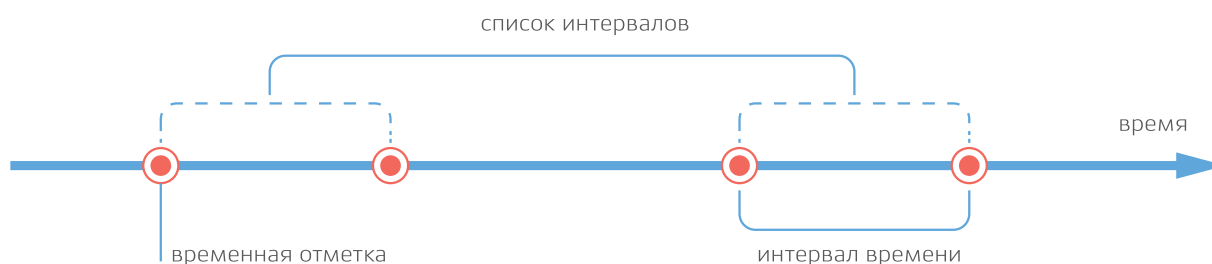 список интервалов
время
временная отметка
интервал времени